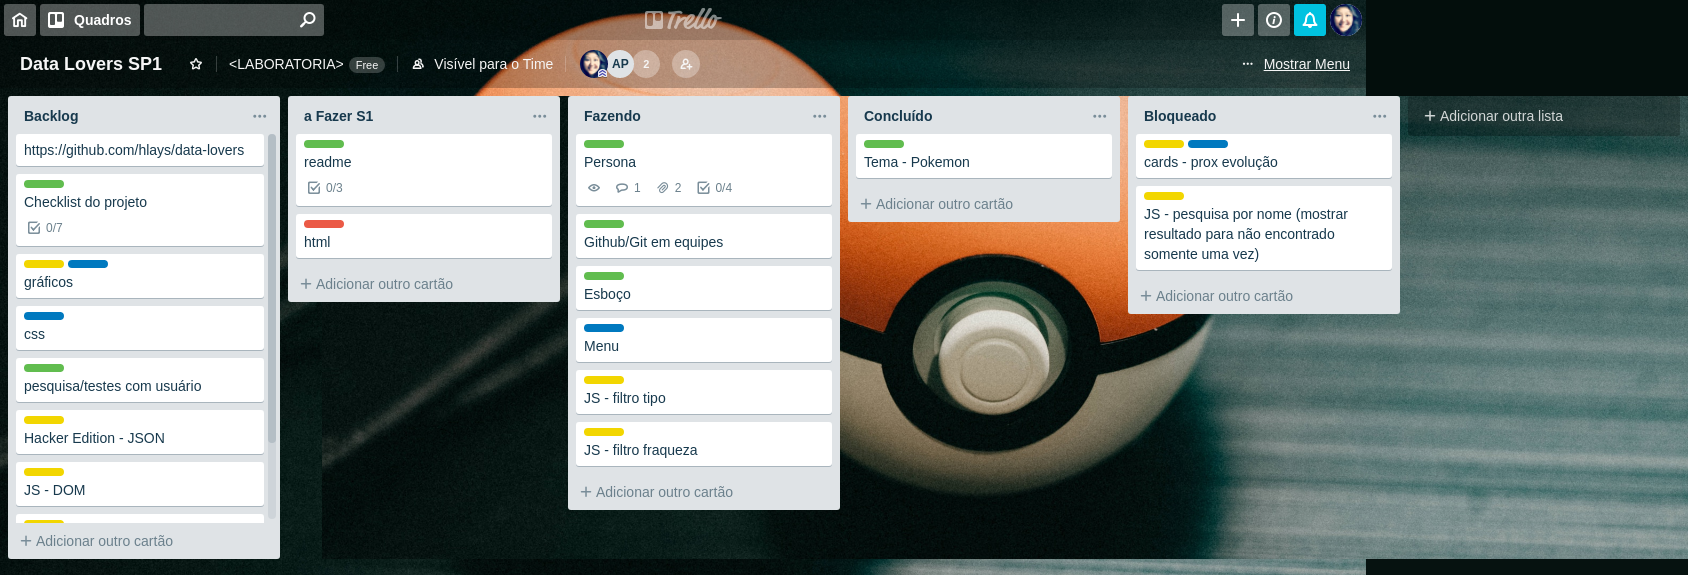 Quadros
Trello
Data Lovers SP1
<LABORATORIA> Free
Visível para o Time
AP
2
Mostrar Menu
Backlog
https://github.com/hlays/data-lovers
Checklist do projeto
0/7
gráficos
css
pesquisa/testes com usuário
Hacker Edition - JSON
JS - DOM
+ Adicionar outro cartão
a Fazer S1
readme
0/3
html
+ Adicionar outro cartão
Fazendo
Persona
1 2 0/4
Github/Git em equipes
Esboço
Menu
JS - filtro tipo
JS - filtro fraqueza
+ Adicionar outro cartão
Concluído
Tema - Pokemon
+ Adicionar outro cartão
Bloqueado
cards - prox evolução
JS - pesquisa por nome (mostrar
resultado para não encontrado
somente uma vez)
+ Adicionar outro cartão
+ Adicionar outra lista